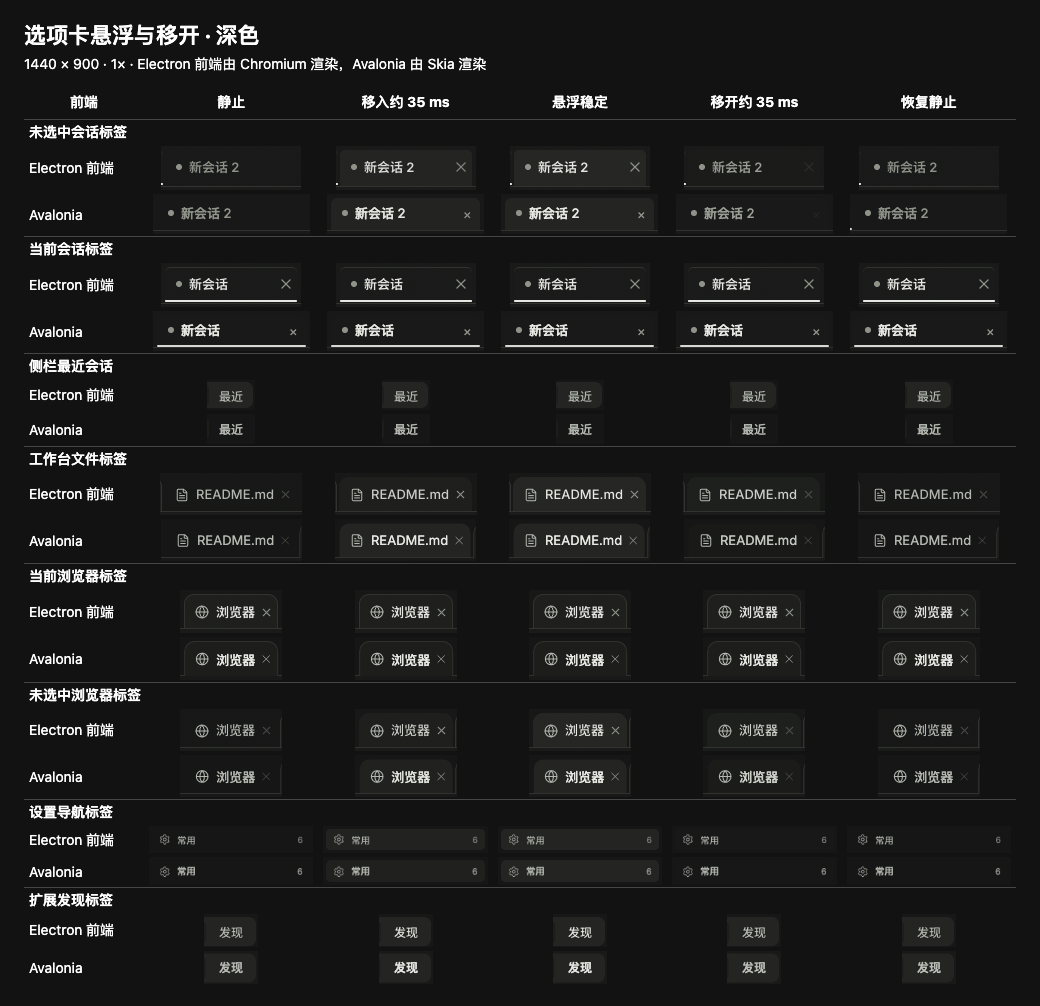 选项卡悬浮与移开 · 深色
1440 × 900 · 1× · Electron 前端由 Chromium 渲染，Avalonia 由 Skia 渲染
前端 静止 移入约 35 ms 悬浮稳定 移开约 35 ms 恢复静止
未选中会话标签
Electron 前端 新会话 2 新会话 2 新会话 2 新会话 2 新会话 2
Avalonia 新会话 2 新会话 2 新会话 2 新会话 2 新会话 2
当前会话标签
Electron 前端 新会话 新会话 新会话 新会话 新会话
Avalonia 新会话 新会话 新会话 新会话 新会话
侧栏最近会话
Electron 前端 最近 最近 最近 最近 最近
Avalonia 最近 最近 最近 最近 最近
工作台文件标签
Electron 前端 README.md README.md README.md README.md README.md
Avalonia README.md README.md README.md README.md README.md
当前浏览器标签
Electron 前端 浏览器 浏览器 浏览器 浏览器 浏览器
Avalonia 浏览器 浏览器 浏览器 浏览器 浏览器
未选中浏览器标签
Electron 前端 浏览器 浏览器 浏览器 浏览器 浏览器
Avalonia 浏览器 浏览器 浏览器 浏览器 浏览器
设置导航标签
Electron 前端 常用 6 常用 6 常用 6 常用 6 常用 6
Avalonia 常用 6 常用 6 常用 6 常用 6 常用 6
扩展发现标签
Electron 前端 发现 发现 发现 发现 发现
Avalonia 发现 发现 发现 发现 发现